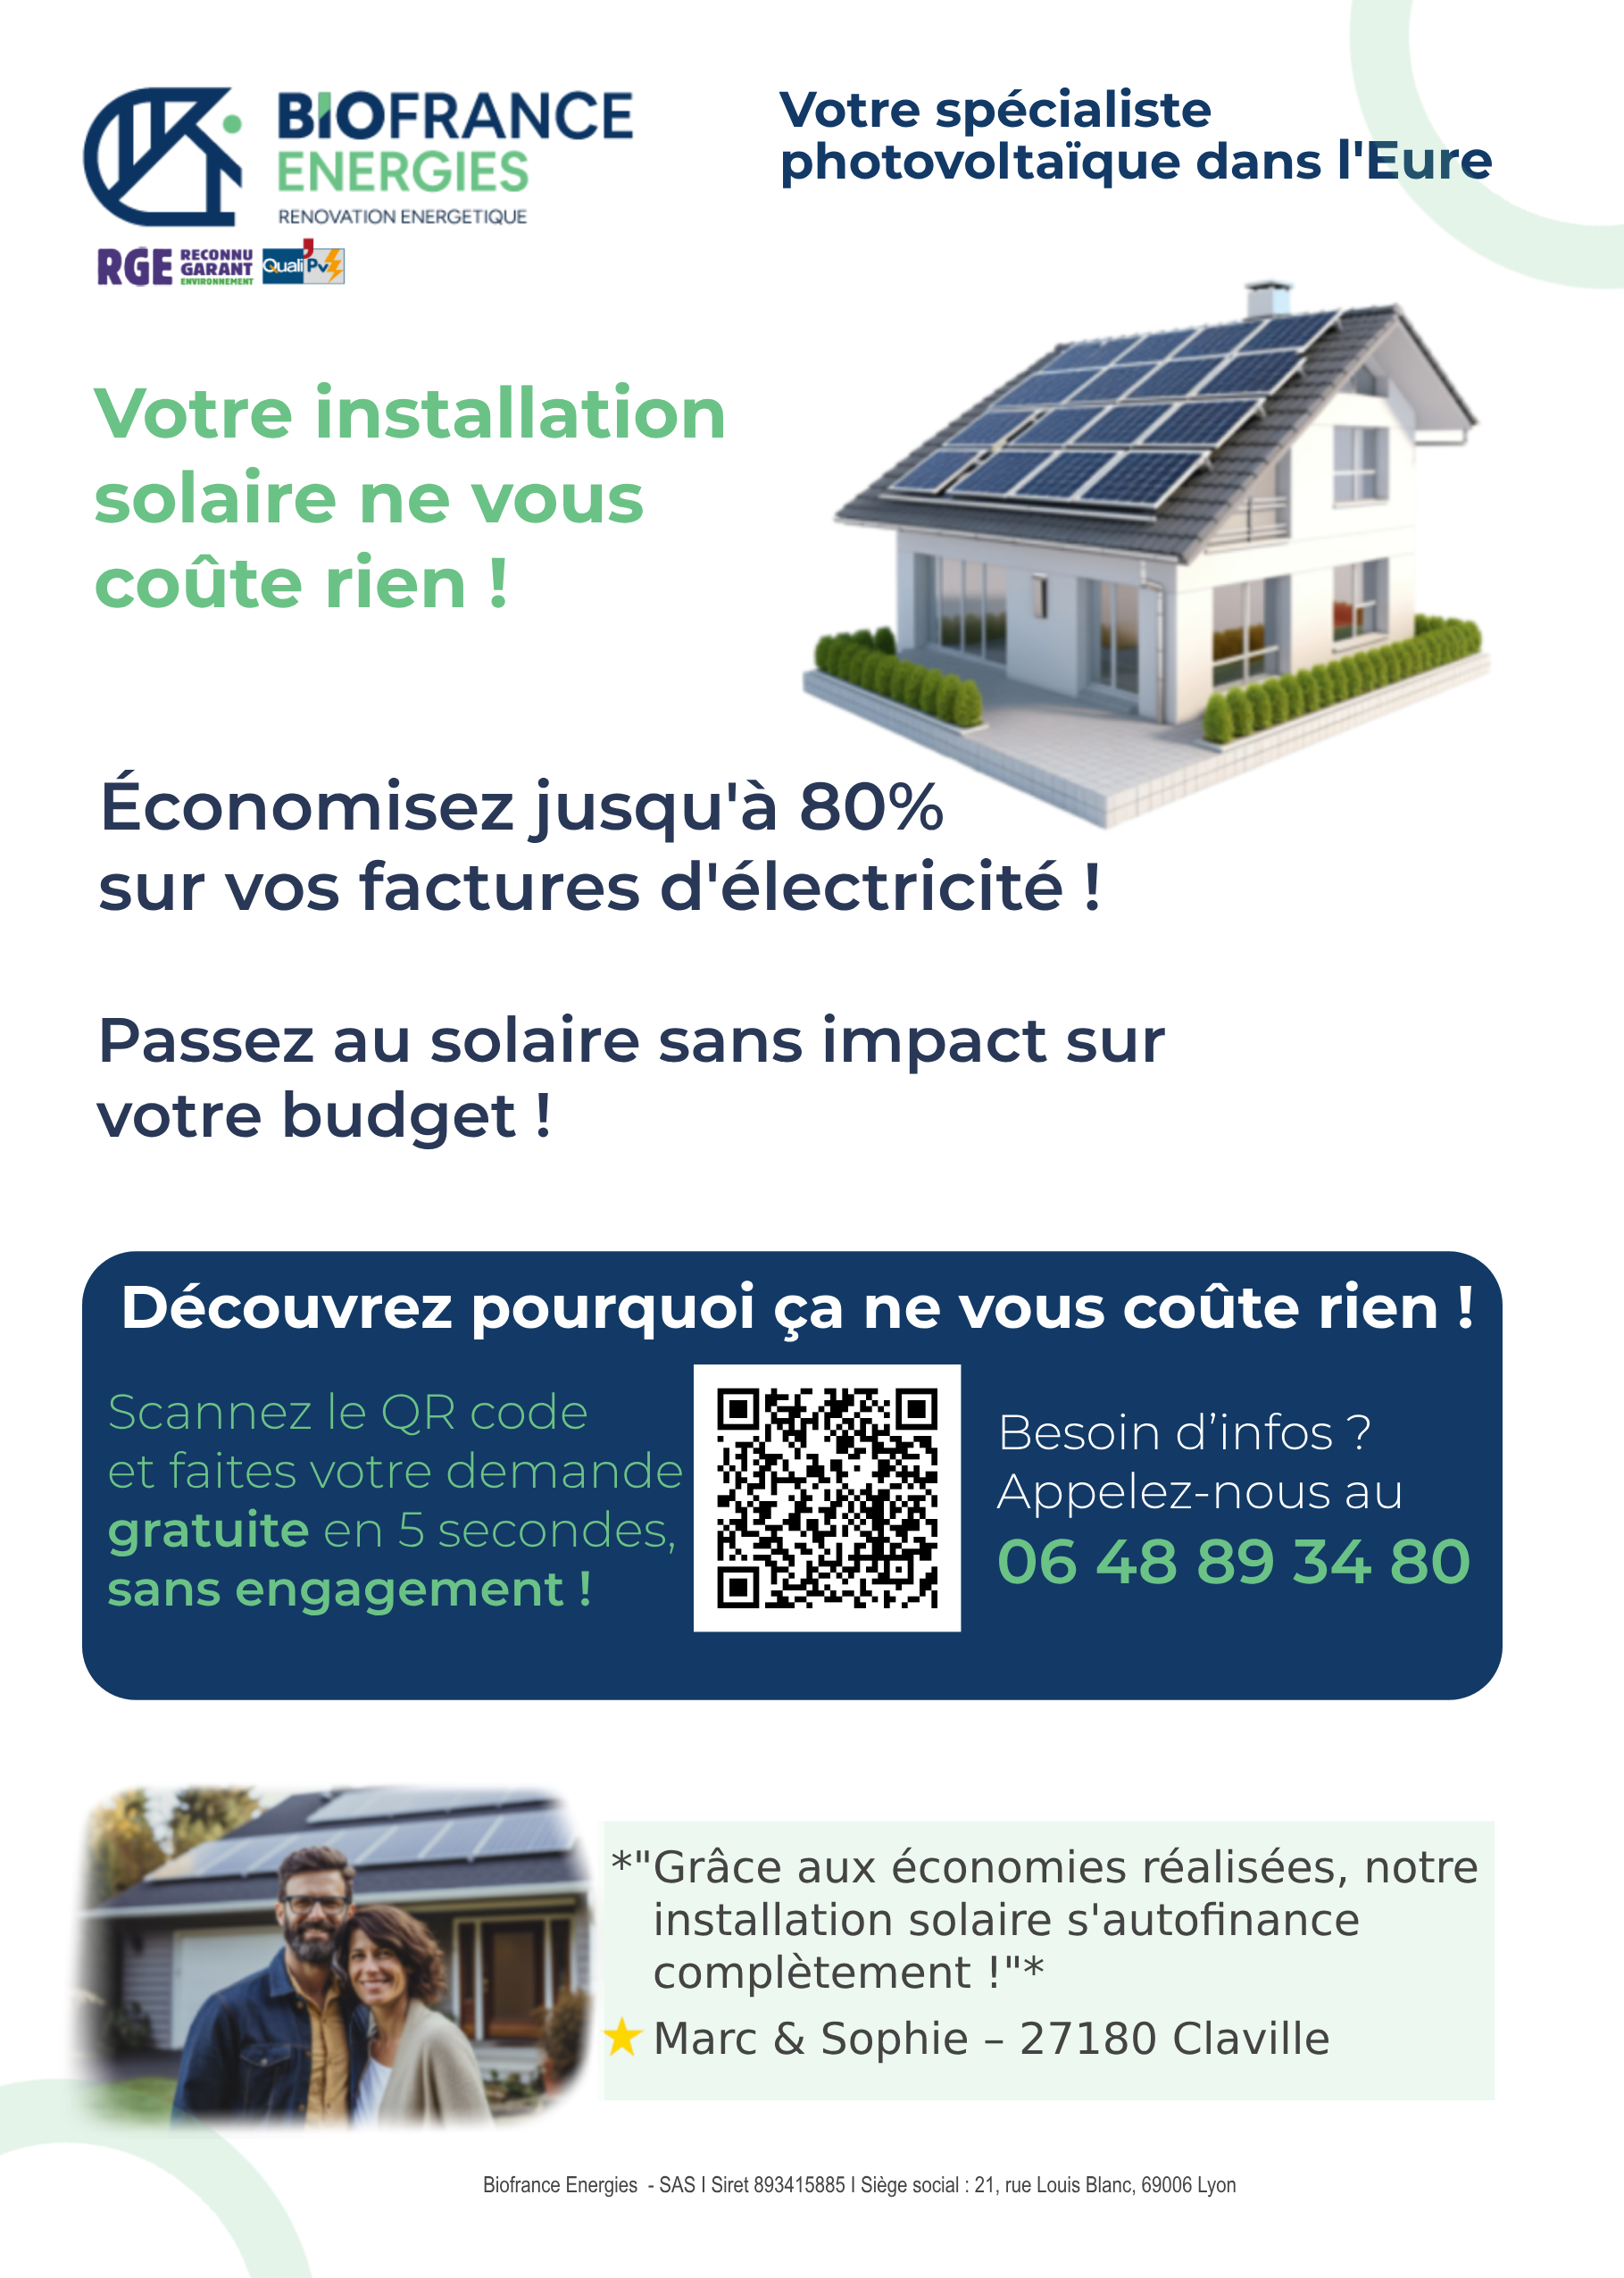 BIOFRANCE
ENERGIES
RENOVATION ENERGETIQUE
RGE RECONNU GARANT ENVIRONNEMENT
Quali'PV
Votre spécialiste
photovoltaïque dans l'Eure
Votre installation
solaire ne vous
coûte rien !
Économisez jusqu'à 80%
sur vos factures d'électricité !
Passez au solaire sans impact sur
votre budget !
Découvrez pourquoi ça ne vous coûte rien !
Scannez le QR code
et faites votre demande
gratuite en 5 secondes,
sans engagement !
Besoin d’infos ?
Appelez-nous au
06 48 89 34 80
*"Grâce aux économies réalisées, notre
installation solaire s'autofinance
complètement !"*
Marc & Sophie – 27180 Claville
Biofrance Energies - SAS I Siret 893415885 I Siège social : 21, rue Louis Blanc, 69006 Lyon